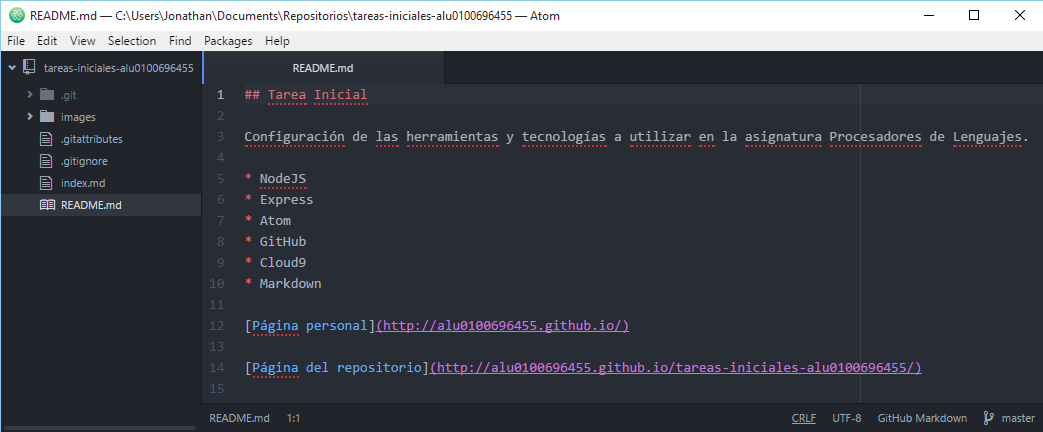 README.md — C:\Users\Jonathan\Documents\Repositorios\tareas-iniciales-alu0100696455 — Atom
File Edit View Selection Find Packages Help
tareas-iniciales-alu0100696455
.git
images
.gitattributes
.gitignore
index.md
README.md
README.md
1 ## Tarea Inicial
2
3 Configuración de las herramientas y tecnologías a utilizar en la asignatura Procesadores de Lenguajes.
4
5 * NodeJS
6 * Express
7 * Atom
8 * GitHub
9 * Cloud9
10 * Markdown
11
12 [Página personal](http://alu0100696455.github.io/)
13
14 [Página del repositorio](http://alu0100696455.github.io/tareas-iniciales-alu0100696455/)
15
README.md 1:1 CRLF UTF-8 GitHub Markdown master